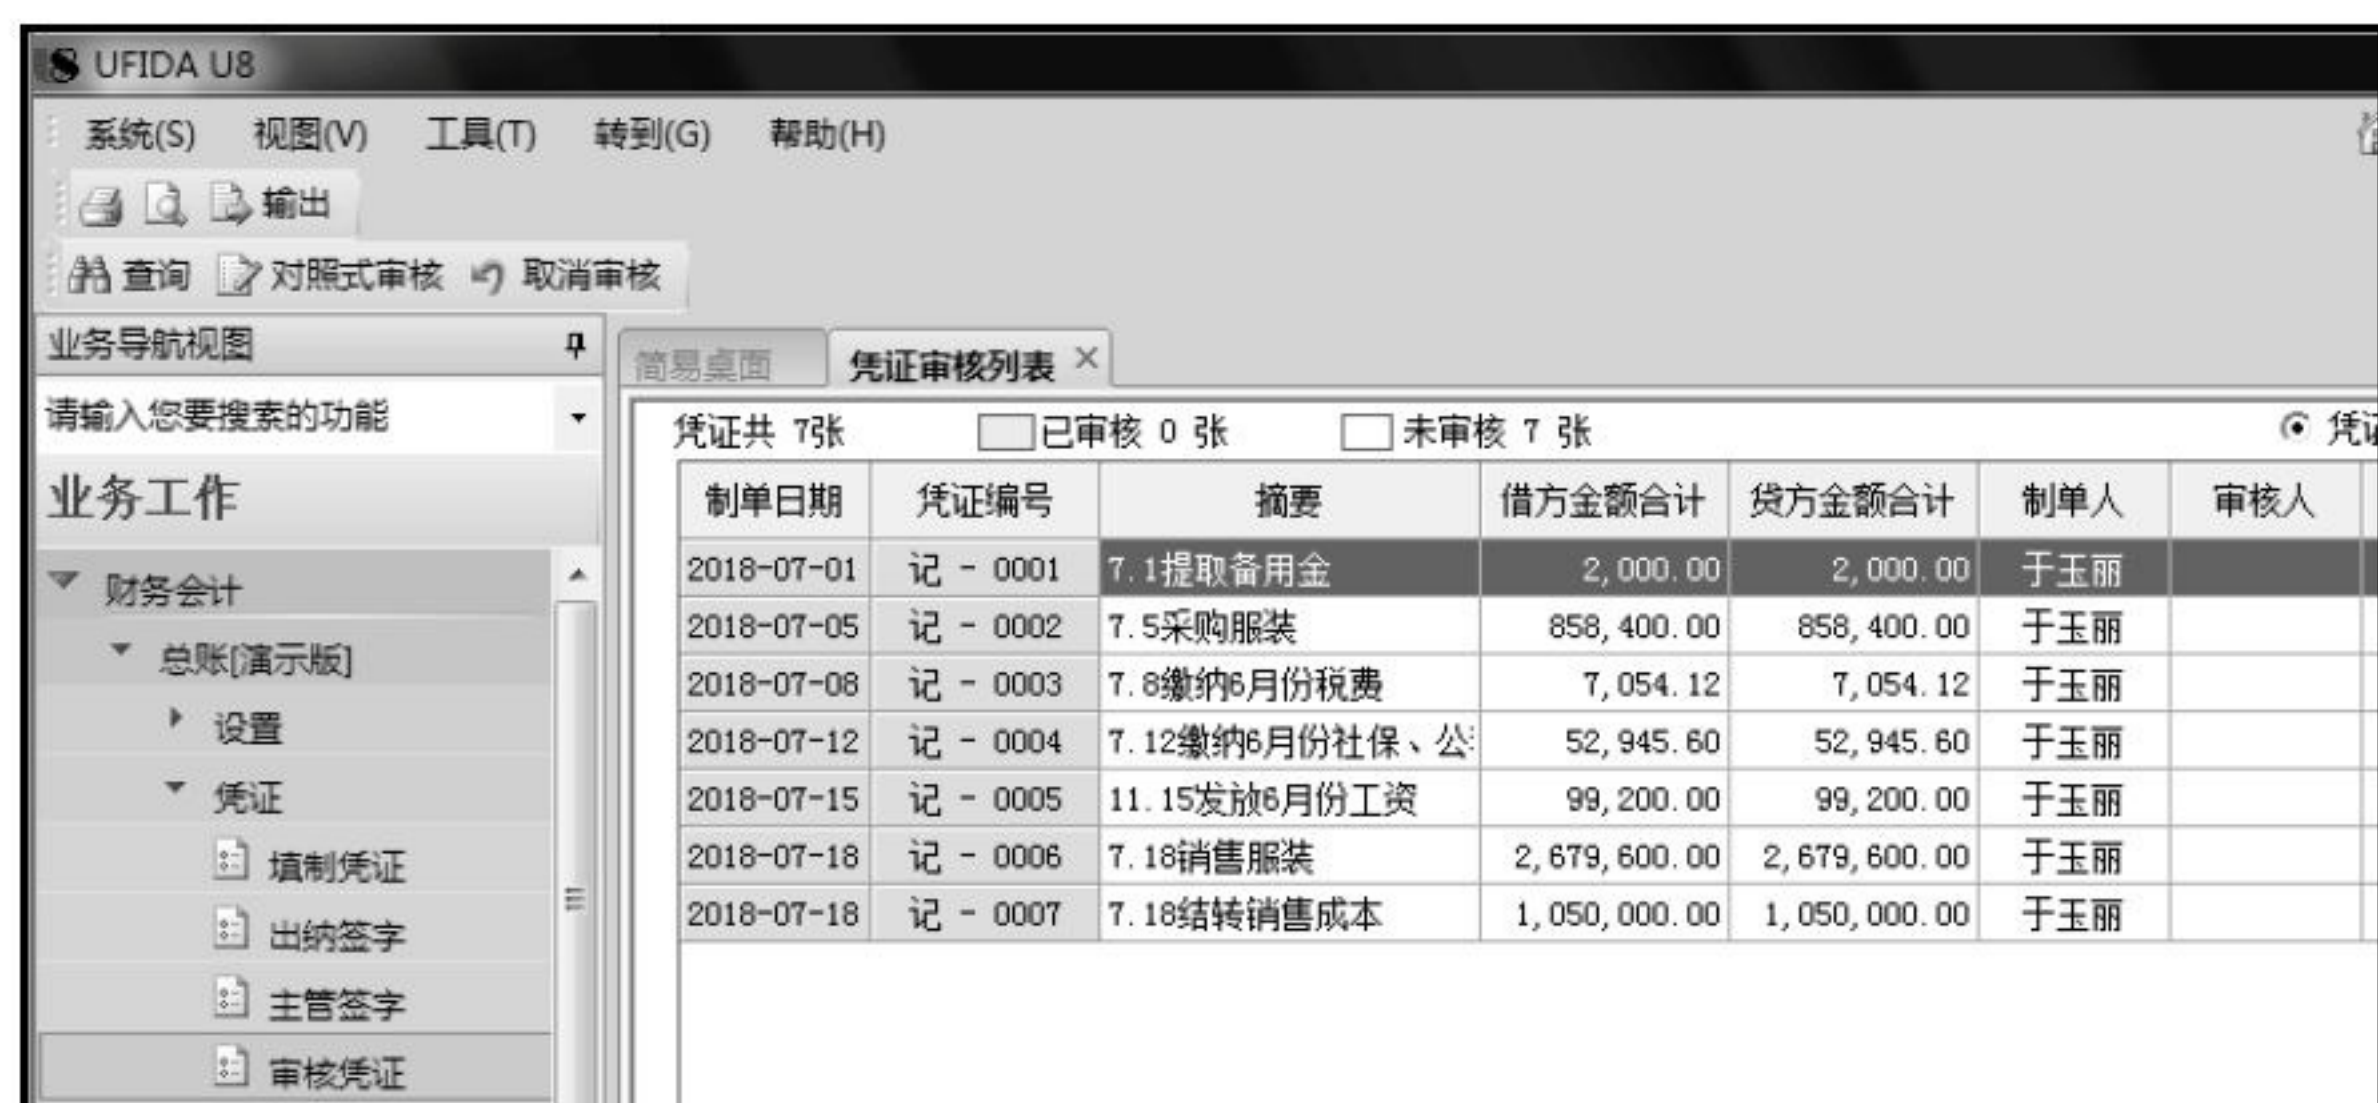 UFIDA U8
系统(S) 视图(V) 工具(T) 转到(G) 帮助(H)
输出
查询 对照式审核 取消审核
业务导航视图
请输入您要搜索的功能
业务工作
财务会计
总账[演示版]
设置
凭证
填制凭证
出纳签字
主管签字
审核凭证
简易桌面 凭证审核列表
凭证共 7张 已审核 0 张 未审核 7 张
制单日期 凭证编号 摘要 借方金额合计 贷方金额合计 制单人 审核人
2018-07-01 记 - 0001 7.1提取备用金 2,000.00 2,000.00 于玉丽
2018-07-05 记 - 0002 7.5采购服装 858,400.00 858,400.00 于玉丽
2018-07-08 记 - 0003 7.8缴纳6月份税费 7,054.12 7,054.12 于玉丽
2018-07-12 记 - 0004 7.12缴纳6月份社保、公 52,945.60 52,945.60 于玉丽
2018-07-15 记 - 0005 11.15发放6月份工资 99,200.00 99,200.00 于玉丽
2018-07-18 记 - 0006 7.18销售服装 2,679,600.00 2,679,600.00 于玉丽
2018-07-18 记 - 0007 7.18结转销售成本 1,050,000.00 1,050,000.00 于玉丽